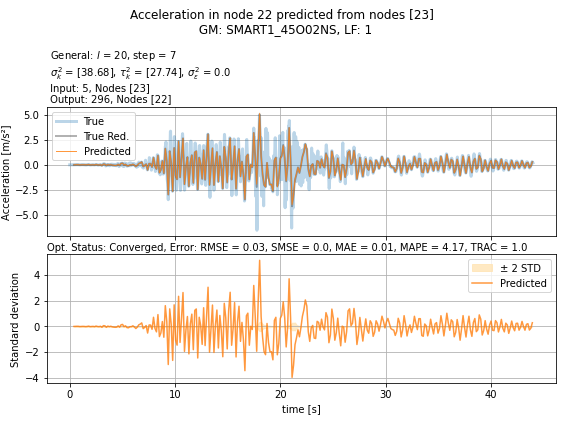 Acceleration in node 22 predicted from nodes [23]
GM: SMART1_45O02NS, LF: 1
General: l = 20, step = 7
σ²ₖ = [38.68], τ²ₖ = [27.74], σ²ε = 0.0
Input: 5, Nodes [23]
Output: 296, Nodes [22]
Acceleration [m/s²]
5.0
2.5
0.0
−2.5
−5.0
True
True Red.
Predicted
Opt. Status: Converged, Error: RMSE = 0.03, SMSE = 0.0, MAE = 0.01, MAPE = 4.17, TRAC = 1.0
Standard deviation
4
2
0
−2
−4
± 2 STD
Predicted
0 10 20 30 40
time [s]